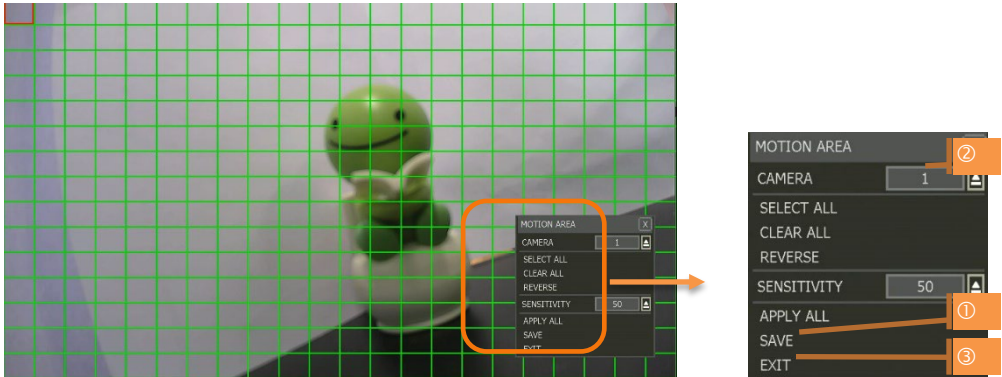 MOTION AREA X
CAMERA 1
SELECT ALL
CLEAR ALL
REVERSE
SENSITIVITY 50
APPLY ALL
SAVE
EXIT
MOTION AREA
②
CAMERA 1
SELECT ALL
CLEAR ALL
REVERSE
SENSITIVITY 50
APPLY ALL
①
SAVE
③
EXIT